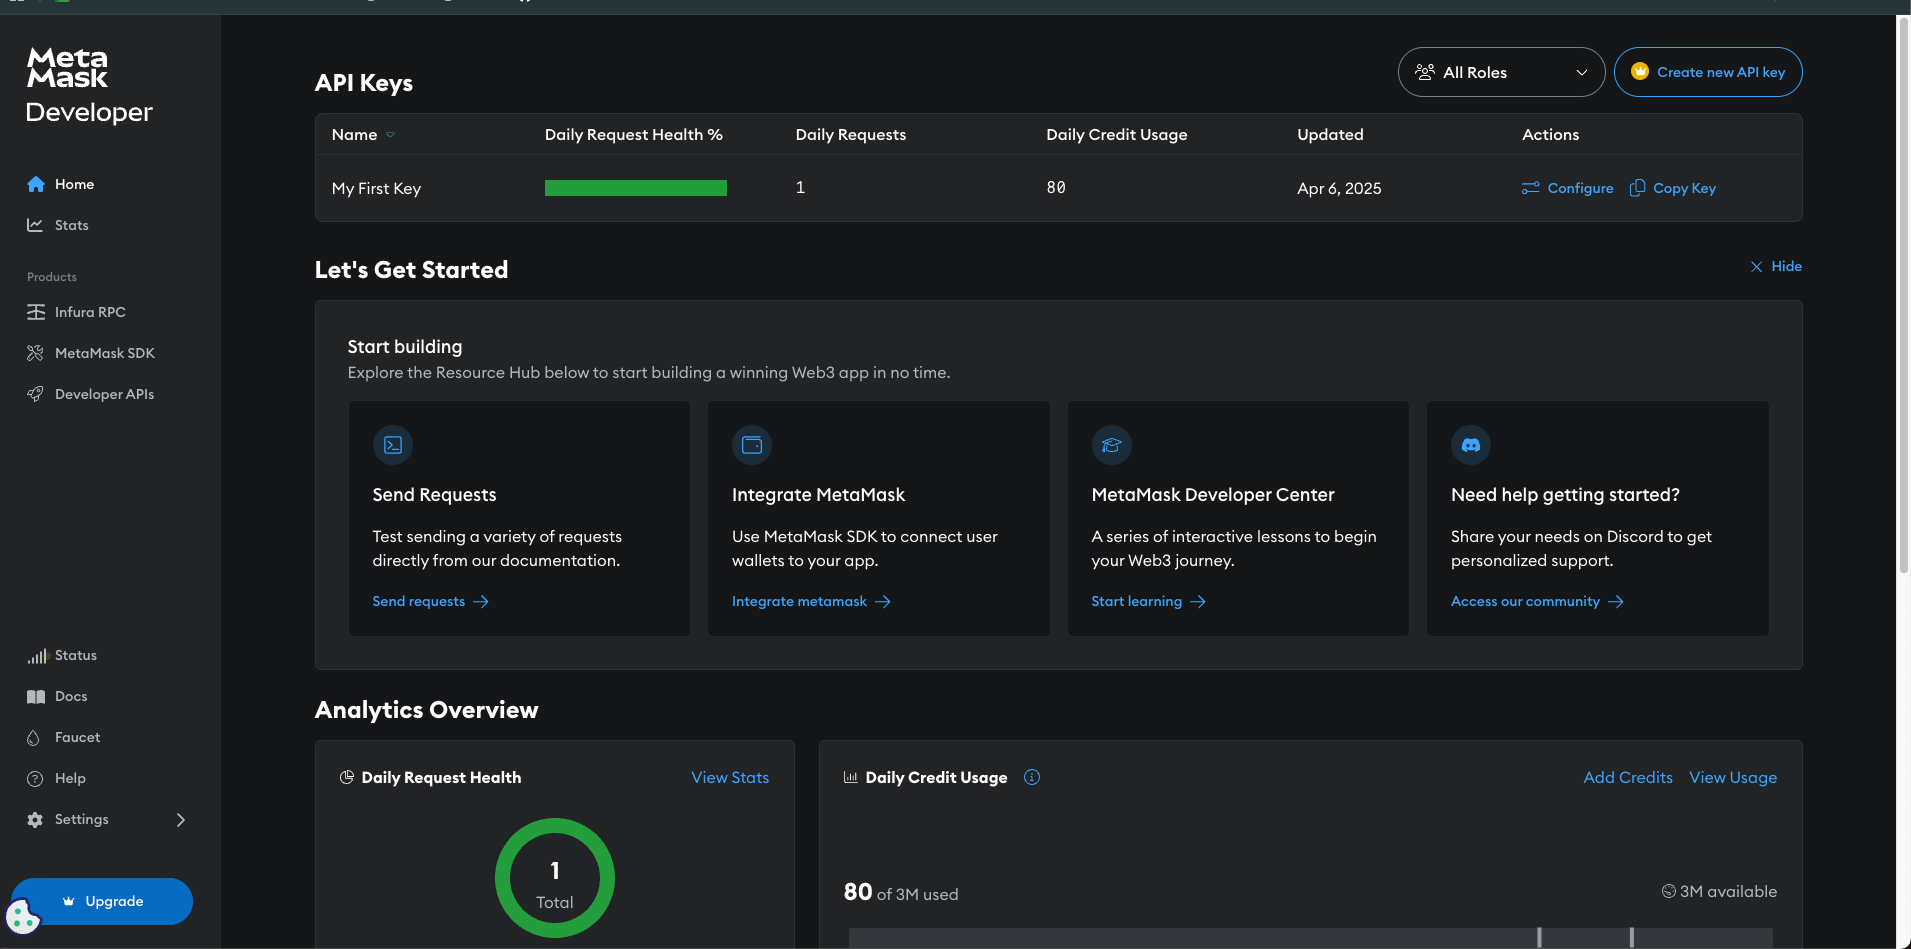 Meta
Mask
Developer
Home
Stats
Products
Infura RPC
MetaMask SDK
Developer APIs
Status
Docs
Faucet
Help
Settings
Upgrade
API Keys
All Roles
Create new API key
Name Daily Request Health % Daily Requests Daily Credit Usage Updated Actions
My First Key 1 80 Apr 6, 2025 Configure Copy Key
Let's Get Started
Hide
Start building
Explore the Resource Hub below to start building a winning Web3 app in no time.
Send Requests
Test sending a variety of requests
directly from our documentation.
Send requests
Integrate MetaMask
Use MetaMask SDK to connect user
wallets to your app.
Integrate metamask
MetaMask Developer Center
A series of interactive lessons to begin
your Web3 journey.
Start learning
Need help getting started?
Share your needs on Discord to get
personalized support.
Access our community
Analytics Overview
Daily Request Health
View Stats
1
Total
Daily Credit Usage
Add Credits
View Usage
80 of 3M used
3M available